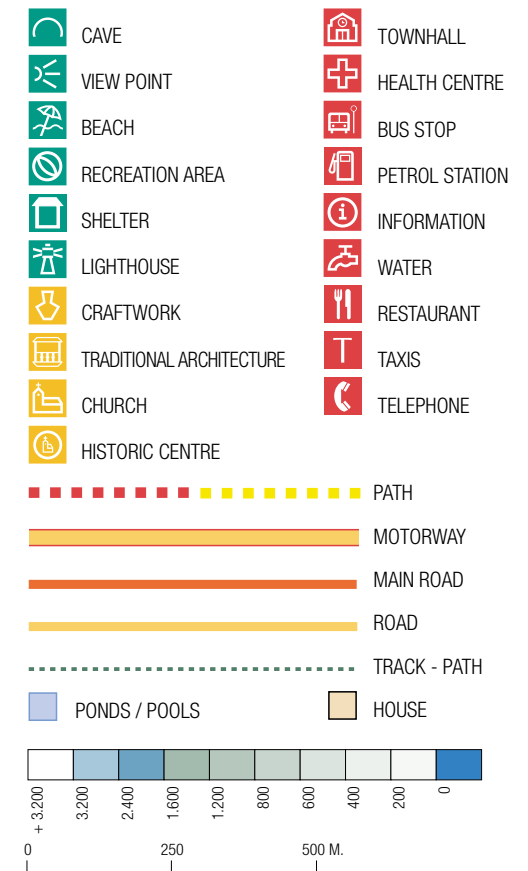 CAVE
VIEW POINT
BEACH
RECREATION AREA
SHELTER
LIGHTHOUSE
CRAFTWORK
TRADITIONAL ARCHITECTURE
CHURCH
HISTORIC CENTRE
TOWNHALL
HEALTH CENTRE
BUS STOP
PETROL STATION
i
INFORMATION
WATER
RESTAURANT
T
TAXIS
TELEPHONE
PATH
MOTORWAY
MAIN ROAD
ROAD
TRACK - PATH
PONDS / POOLS
HOUSE
+ 3.200
3.200
2.400
1.600
1.200
800
600
400
200
0
0 250 500 M.